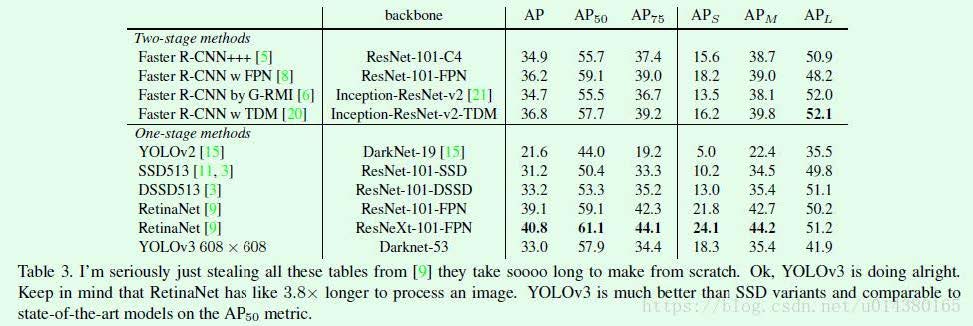 backbone AP AP50 AP75 APS APM APL
Two-stage methods
Faster R-CNN+++ [5] ResNet-101-C4 34.9 55.7 37.4 15.6 38.7 50.9
Faster R-CNN w FPN [8] ResNet-101-FPN 36.2 59.1 39.0 18.2 39.0 48.2
Faster R-CNN by G-RMI [6] Inception-ResNet-v2 [21] 34.7 55.5 36.7 13.5 38.1 52.0
Faster R-CNN w TDM [20] Inception-ResNet-v2-TDM 36.8 57.7 39.2 16.2 39.8 52.1
One-stage methods
YOLOv2 [15] DarkNet-19 [15] 21.6 44.0 19.2 5.0 22.4 35.5
SSD513 [11, 3] ResNet-101-SSD 31.2 50.4 33.3 10.2 34.5 49.8
DSSD513 [3] ResNet-101-DSSD 33.2 53.3 35.2 13.0 35.4 51.1
RetinaNet [9] ResNet-101-FPN 39.1 59.1 42.3 21.8 42.7 50.2
RetinaNet [9] ResNeXt-101-FPN 40.8 61.1 44.1 24.1 44.2 51.2
YOLOv3 608 × 608 Darknet-53 33.0 57.9 34.4 18.3 35.4 41.9
Table 3. I'm seriously just stealing all these tables from [9] they take soooo long to make from scratch. Ok, YOLOv3 is doing alright.
Keep in mind that RetinaNet has like 3.8× longer to process an image. YOLOv3 is much better than SSD variants and comparable to
state-of-the-art models on the AP50 metric.
https://blog.csdn.net/u014380165